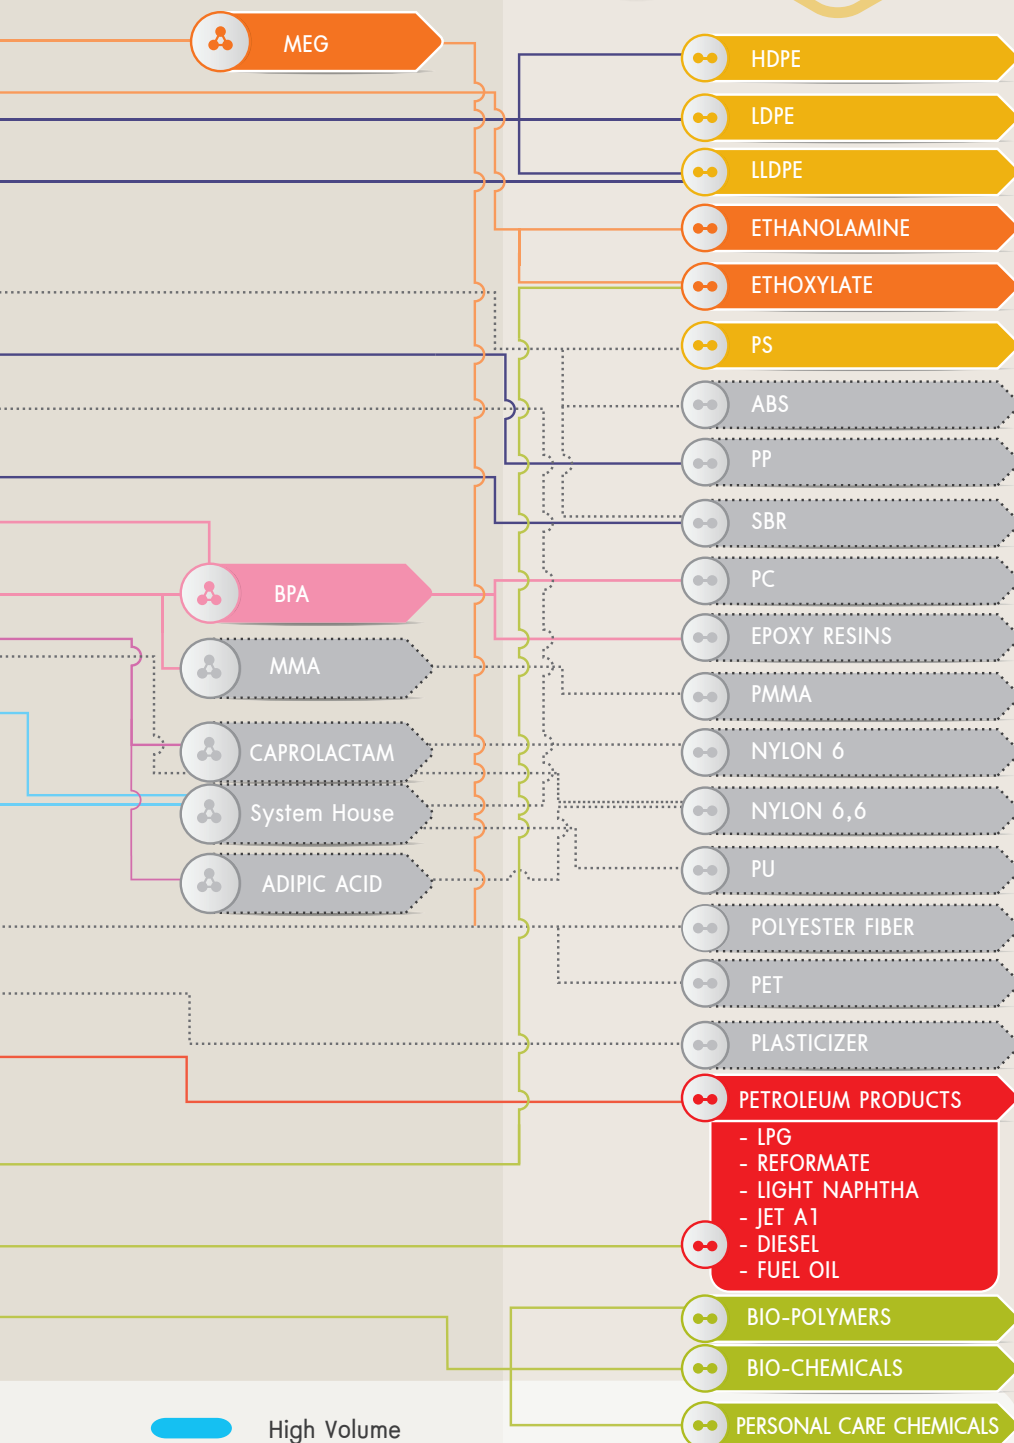 MEG
HDPE
LDPE
LLDPE
ETHANOLAMINE
ETHOXYLATE
PS
ABS
PP
SBR
PC
BPA
EPOXY RESINS
MMA
PMMA
CAPROLACTAM
NYLON 6
System House
NYLON 6,6
PU
ADIPIC ACID
POLYESTER FIBER
PET
PLASTICIZER
PETROLEUM PRODUCTS
- LPG
- REFORMATE
- LIGHT NAPHTHA
- JET A1
- DIESEL
- FUEL OIL
BIO-POLYMERS
BIO-CHEMICALS
PERSONAL CARE CHEMICALS
High Volume